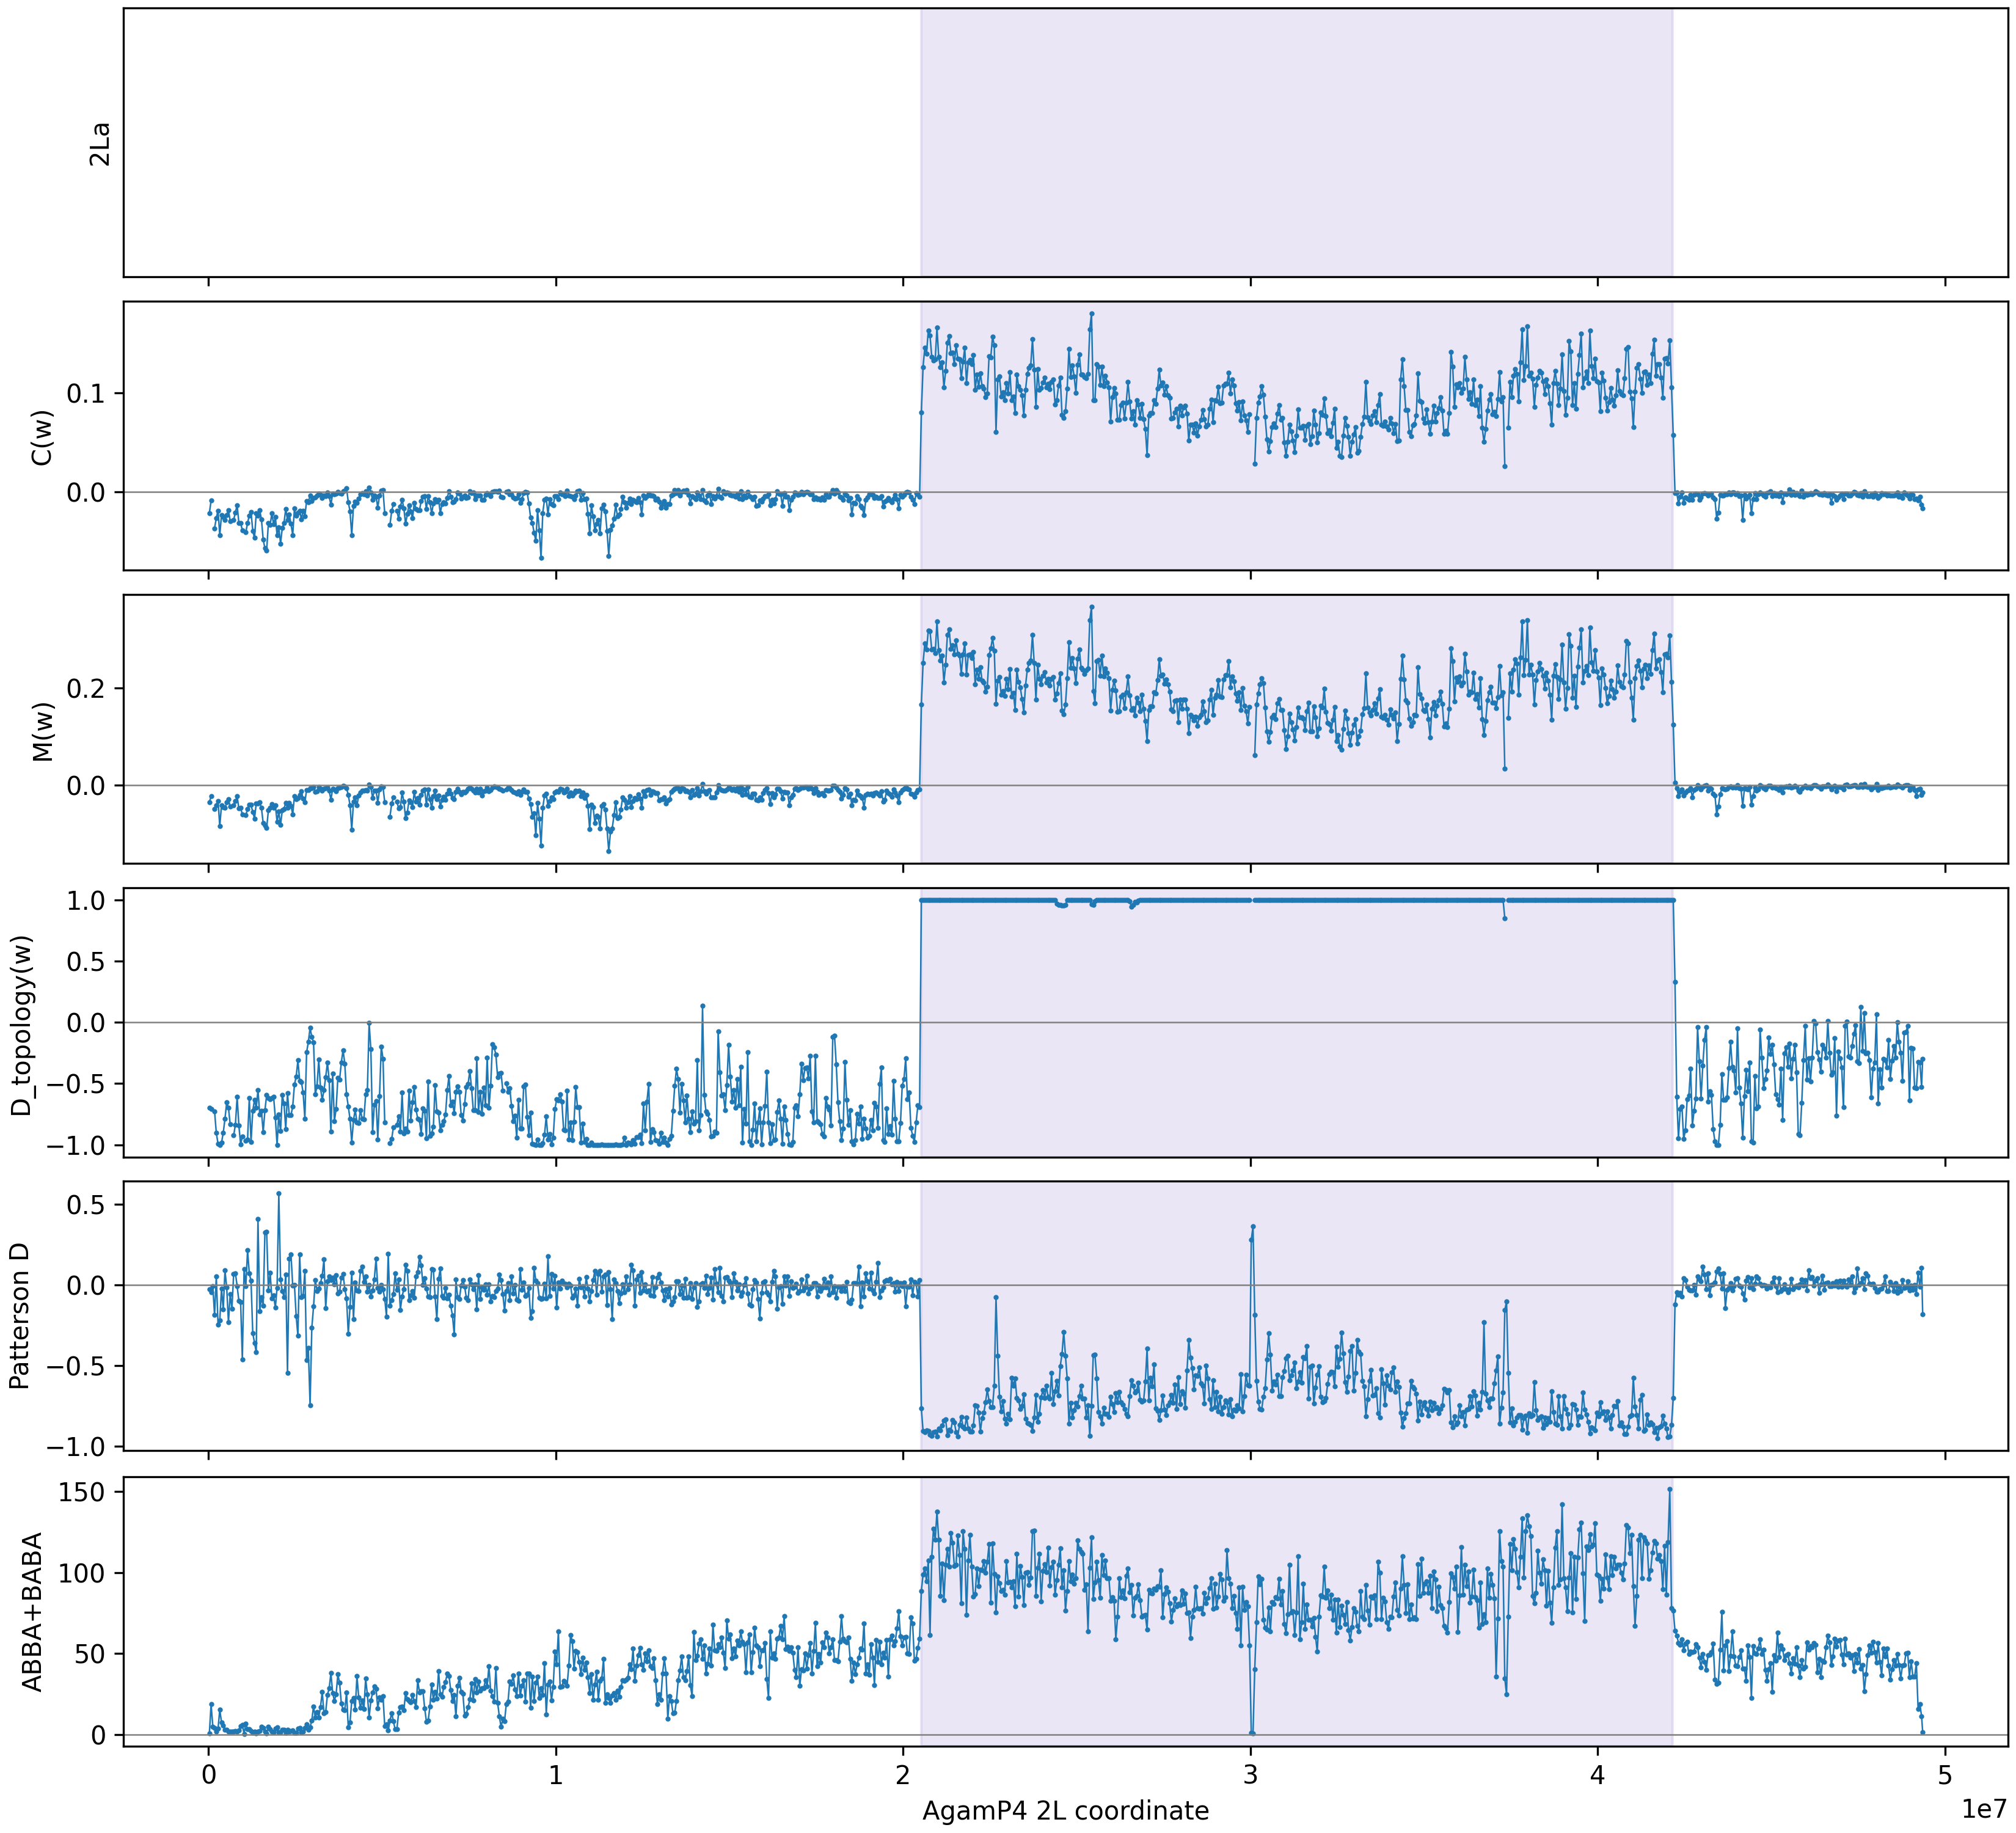 2La
C(w)
0.1
0.0
M(w)
0.2
0.0
D_topology(w)
1.0
0.5
0.0
−0.5
−1.0
Patterson D
0.5
0.0
−0.5
−1.0
ABBA+BABA
150
100
50
0
0 1 2 3 4 5
1e7
AgamP4 2L coordinate